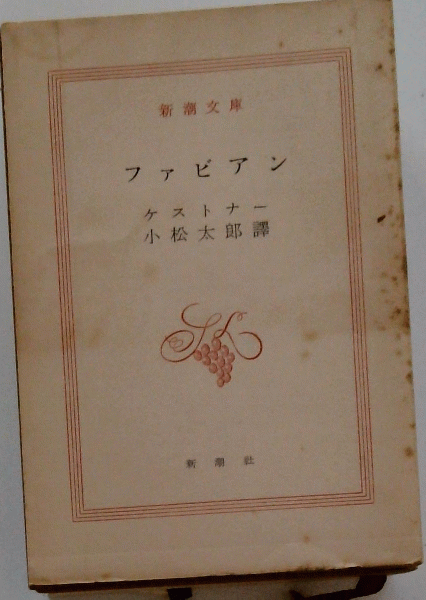 新潮文庫
ファビアン
ケストナー
小松太郎譯
新潮社